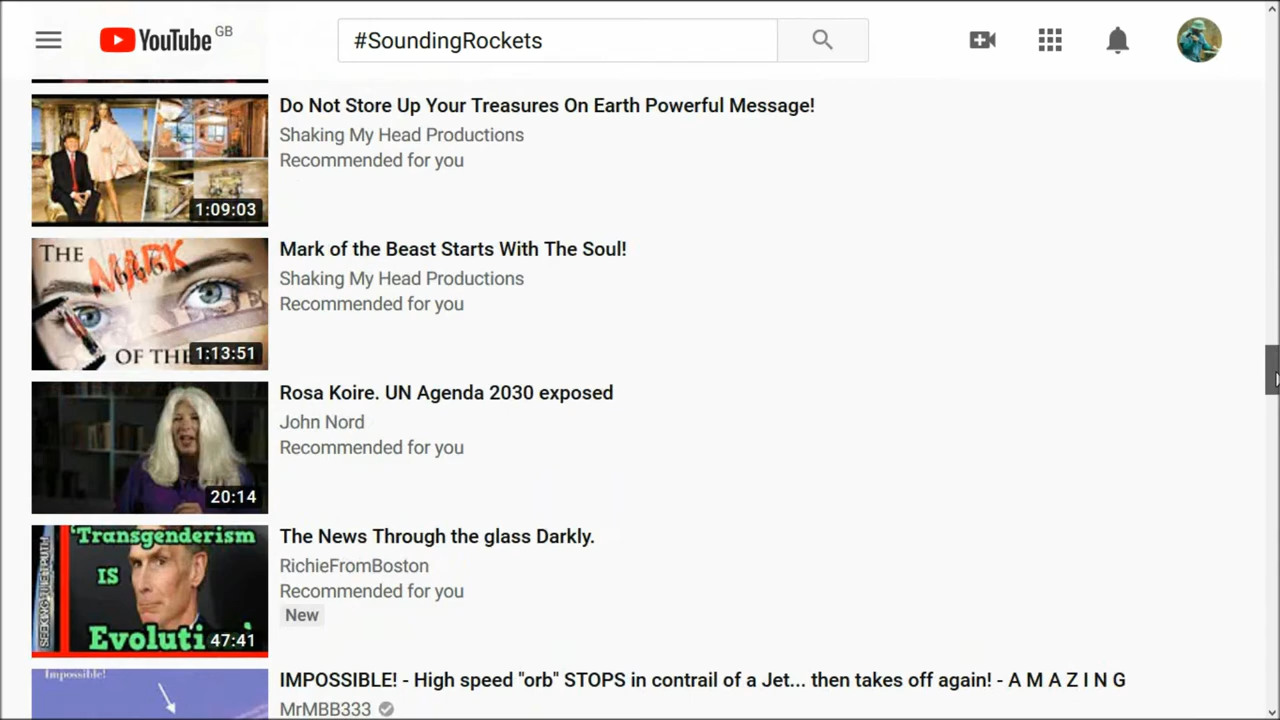 YouTube GB
#SoundingRockets
Do Not Store Up Your Treasures On Earth Powerful Message!
Shaking My Head Productions
Recommended for you
1:09:03
THE MARK
666
OF THE
1:13:51
Mark of the Beast Starts With The Soul!
Shaking My Head Productions
Recommended for you
Rosa Koire. UN Agenda 2030 exposed
John Nord
Recommended for you
20:14
'Transgenderism
IS
Evoluti
SEEKING THE TRUTH
47:41
The News Through the glass Darkly.
RichieFromBoston
Recommended for you
New
Impossible!
IMPOSSIBLE! - High speed "orb" STOPS in contrail of a Jet... then takes off again! - A M A Z I N G
MrMBB333